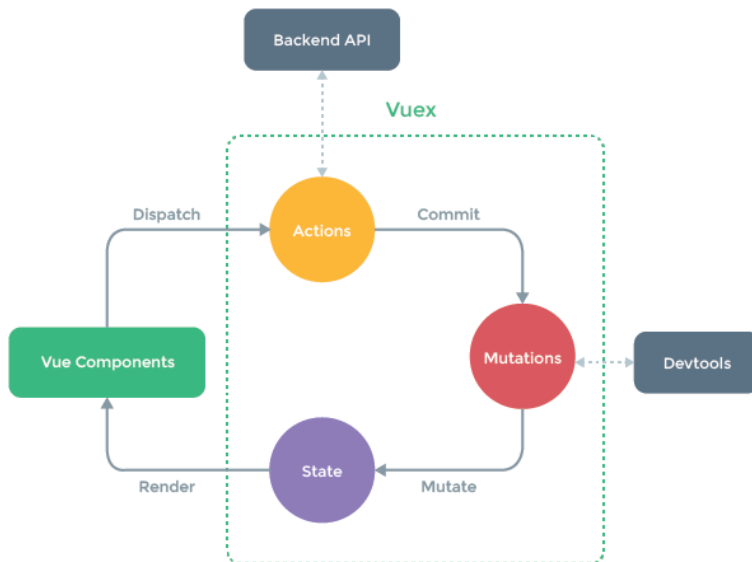 Backend API
Vuex
Dispatch
Commit
Actions
Vue Components
Mutations
Devtools
State
Render
Mutate